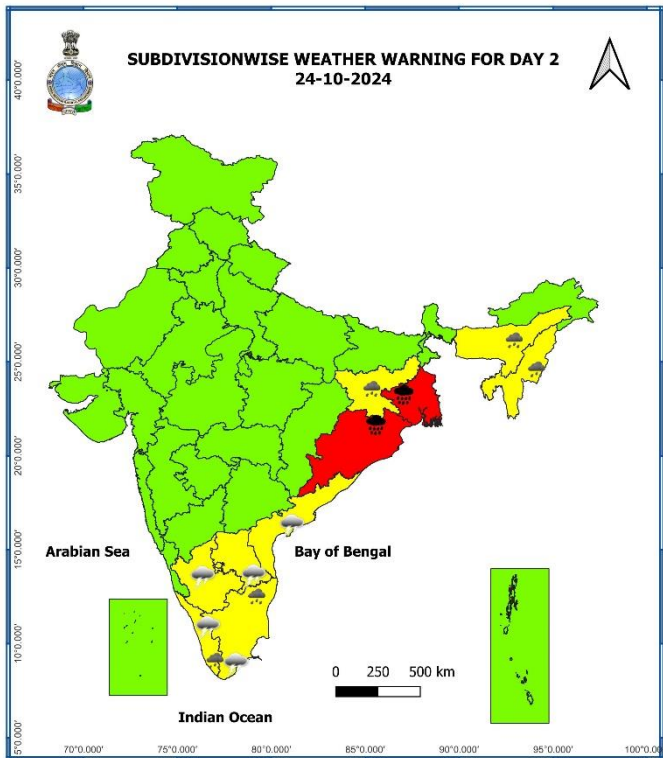 SUBDIVISIONWISE WEATHER WARNING FOR DAY 2
24-10-2024
40°0.000'
35°0.000'
30°0.000'
25°0.000'
20°0.000'
15°0.000'
10°0.000'
5°0.000'
Arabian Sea
Bay of Bengal
0 250 500 km
Indian Ocean
70°0.000' 75°0.000' 80°0.000' 85°0.000' 90°0.000' 95°0.000' 100°0.0